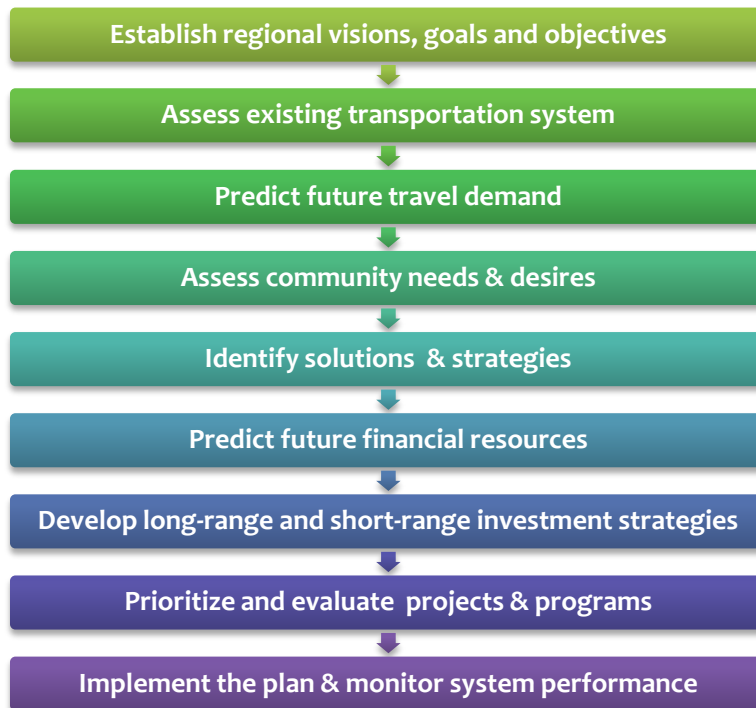 Establish regional visions, goals and objectives
Assess existing transportation system
Predict future travel demand
Assess community needs & desires
Identify solutions & strategies
Predict future financial resources
Develop long-range and short-range investment strategies
Prioritize and evaluate projects & programs
Implement the plan & monitor system performance